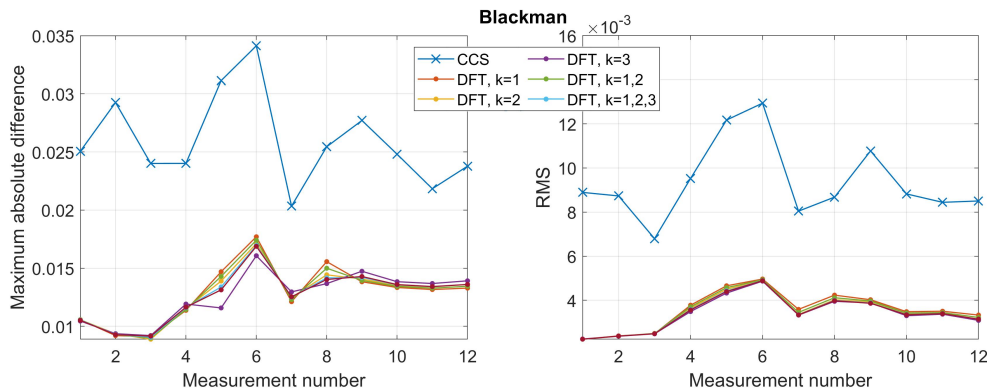 Blackman
0.035
0.03
0.025
0.02
0.015
0.01
2 4 6 8 10 12
Measurement number
Maximum absolute difference
CCS
DFT, k=1
DFT, k=2
DFT, k=3
DFT, k=1,2
DFT, k=1,2,3
×10⁻³
16
12
10
8
6
4
2 4 6 8 10 12
Measurement number
RMS